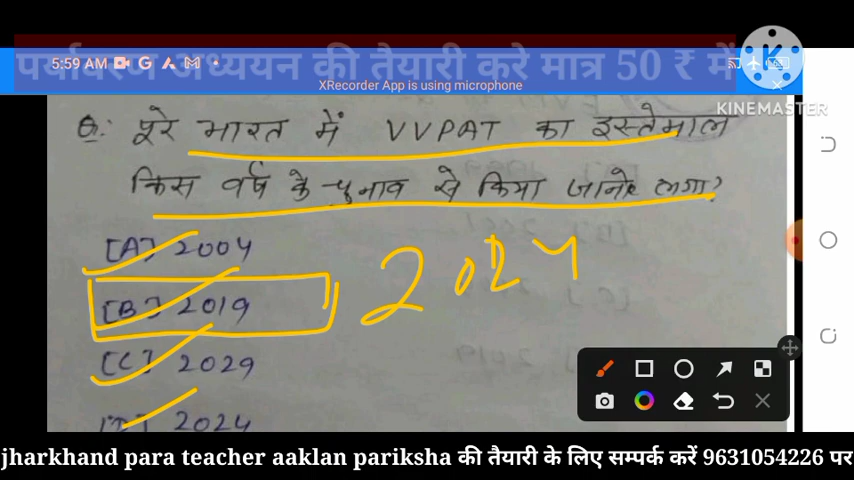 पर्यावरण अध्ययन की तैयारी करे मात्र 50 ₹ में
5:59 AM
XRecorder App is using microphone
KINEMASTER
Q: पूरे भारत में VVPAT का इस्तेमाल
किस वर्ष के चुनाव से किया जाने लगा?
[A] 2004
[B] 2019
2024
[C] 2029
[D] 2024
jharkhand para teacher aaklan pariksha की तैयारी के लिए सम्पर्क करें 9631054226 पर